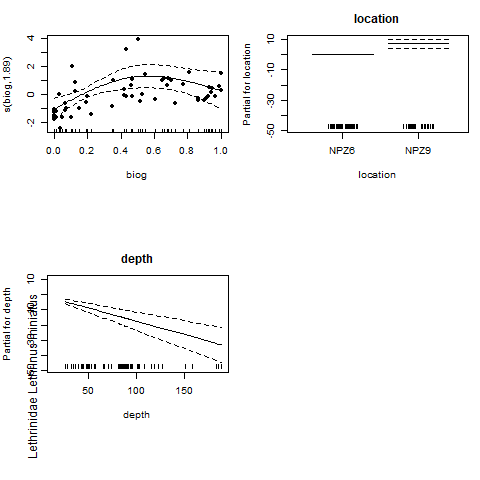 s(biog,1.89)
4
2
0
-2
0.0 0.2 0.4 0.6 0.8 1.0
biog
location
Partial for location
10
-10
-30
-50
NPZ6 NPZ9
location
depth
Partial for depth
10
50 100 150
depth
Lethrinidae Lethrinus miniatus